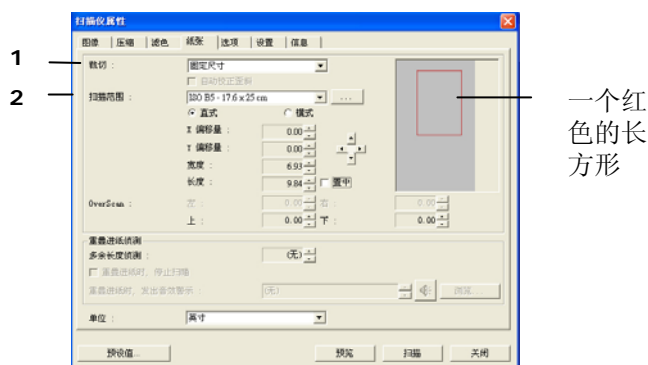 扫描仪属性
图像 压缩 滤色 纸张 选项 设置 信息
1
裁切： 固定尺寸
自动校正歪斜
2
扫描范围： ISO B5 - 17.6 x 25 cm ...
直式 横式
X 偏移量： 0.00
Y 偏移量： 0.00
宽度： 6.93
长度： 9.84 置中
OverScan： 左： 0.00 右： 0.00
上： 0.00 下： 0.00
重叠进纸侦测
多余长度侦测： (无)
重叠进纸时，停止扫描
重叠进纸时，发出音效警示： (无) 浏览...
单位： 英寸
预设值... 预览 扫描 关闭
一个红
色的长
方形